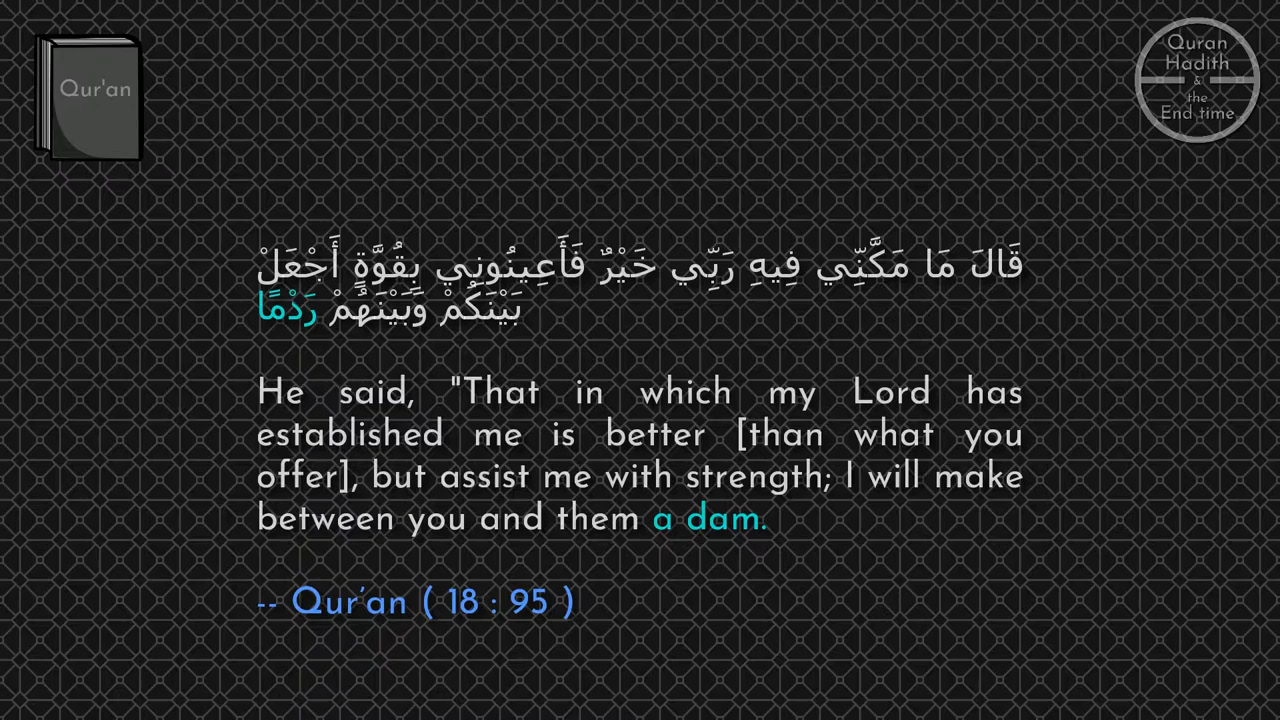 Qur'an
Quran
Hadith
&
the
End time
قَالَ مَا مَكَّنِّي فِيهِ رَبِّي خَيْرٌ فَأَعِينُونِي بِقُوَّةٍ أَجْعَلْ
بَيْنَكُمْ وَبَيْنَهُمْ رَدْمًا
He said, "That in which my Lord has
established me is better [than what you
offer], but assist me with strength; I will make
between you and them a dam.
-- Qur'an ( 18 : 95 )